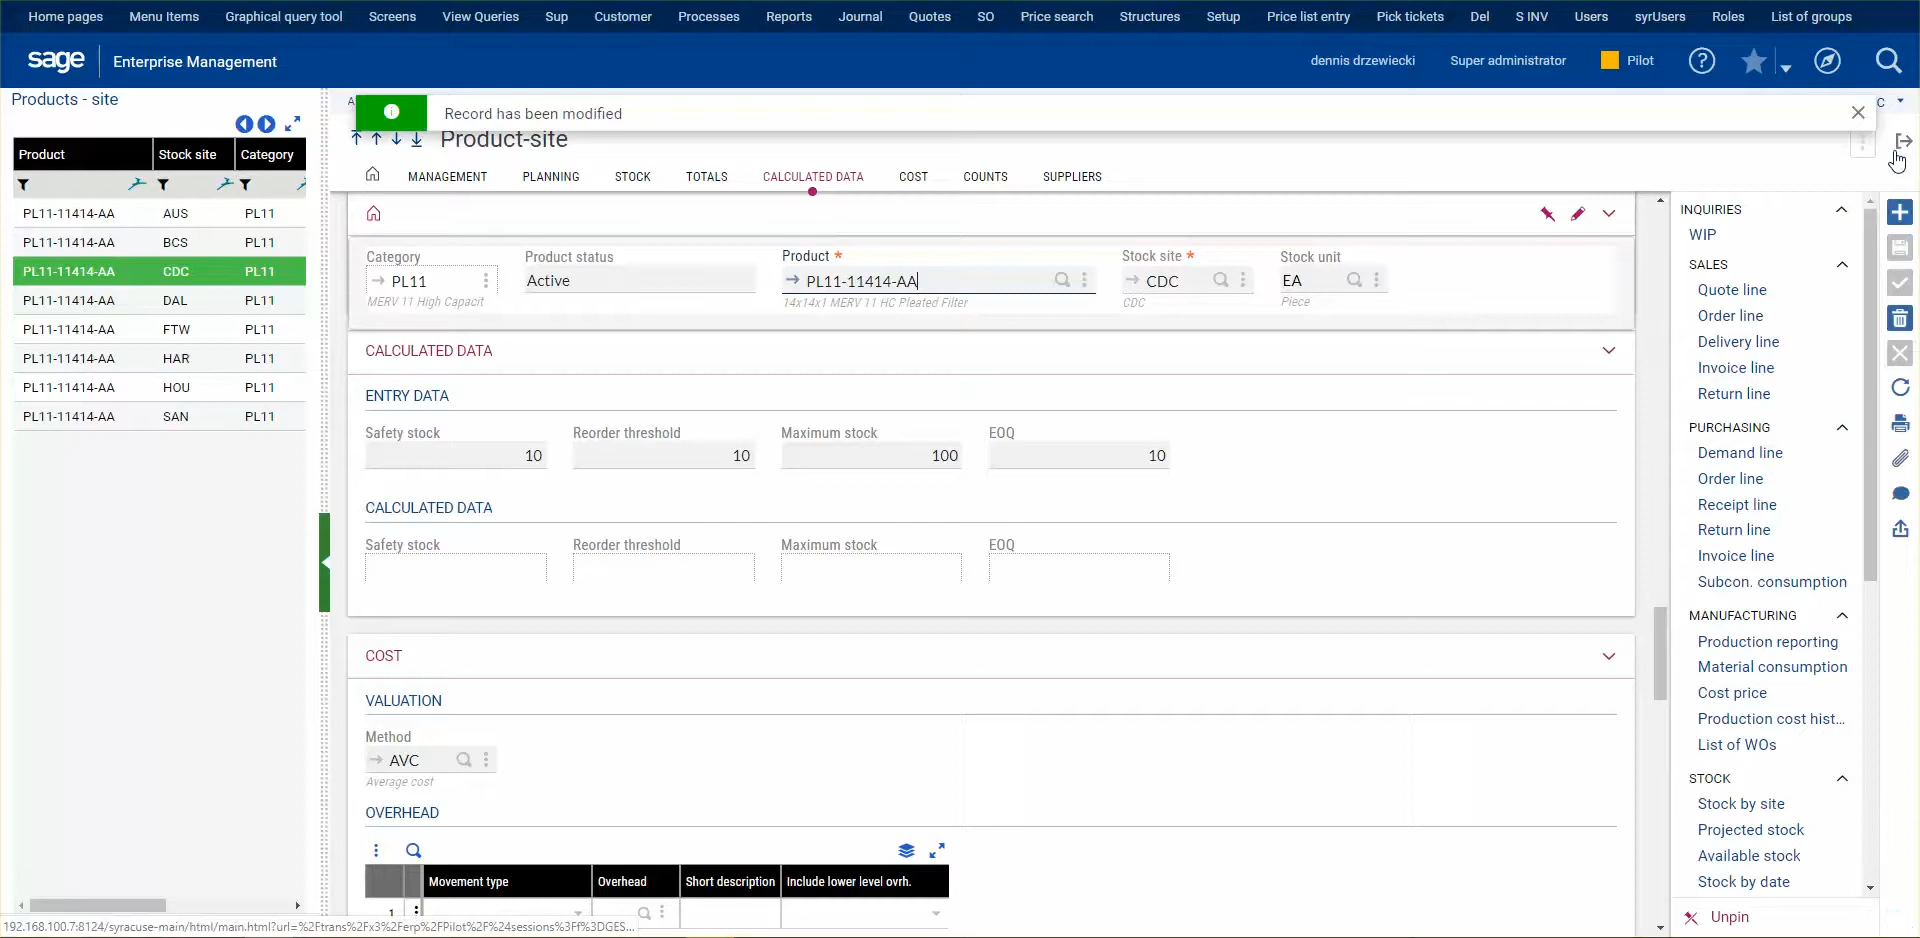 Home pages Menu Items Graphical query tool Screens View Queries Sup Customer Processes Reports Journal Quotes SO Price search Structures Setup Price list entry Pick tickets Del S INV Users syrUsers Roles List of groups
sage Enterprise Management dennis drzewiecki Super administrator Pilot
Products - site
Product Stock site Category
PL11-11414-AA AUS PL11
PL11-11414-AA BCS PL11
PL11-11414-AA CDC PL11
PL11-11414-AA DAL PL11
PL11-11414-AA FTW PL11
PL11-11414-AA HAR PL11
PL11-11414-AA HOU PL11
PL11-11414-AA SAN PL11
Record has been modified
Product-site
MANAGEMENT PLANNING STOCK TOTALS CALCULATED DATA COST COUNTS SUPPLIERS
Category Product status Product * Stock site * Stock unit
PL11 Active PL11-11414-AA CDC EA
MERV 11 High Capacit 14x14x1 MERV 11 HC Pleated Filter CDC Piece
CALCULATED DATA
ENTRY DATA
Safety stock Reorder threshold Maximum stock EOQ
10 10 100 10
CALCULATED DATA
Safety stock Reorder threshold Maximum stock EOQ
COST
VALUATION
Method
AVC
Average cost
OVERHEAD
Movement type Overhead Short description Include lower level ovrh.
1
INQUIRIES
WIP
SALES
Quote line
Order line
Delivery line
Invoice line
Return line
PURCHASING
Demand line
Order line
Receipt line
Return line
Invoice line
Subcon. consumption
MANUFACTURING
Production reporting
Material consumption
Cost price
Production cost hist...
List of WOs
STOCK
Stock by site
Projected stock
Available stock
Stock by date
Unpin
192.168.100.7:8124/syracuse-main/html/main.html?url=%2Ftrans%2Fx3%2Ferp%2FPilot%2F%24sessions%3Ff%3DGES...